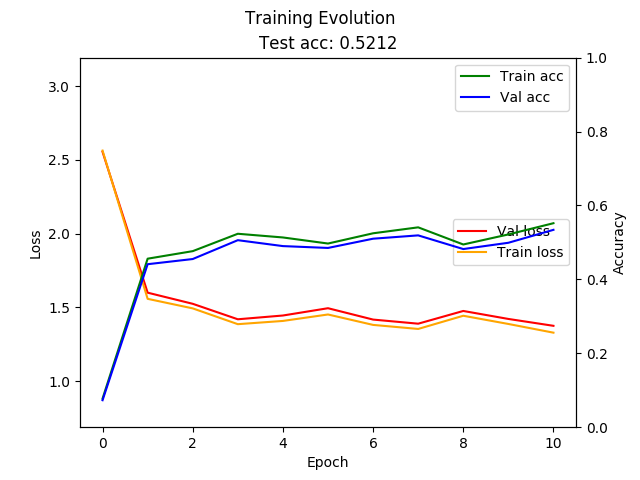 Training Evolution
Test acc: 0.5212
Train acc
Val acc
Val loss
Train loss
Loss
3.0
2.5
2.0
1.5
1.0
1.0
0.8
0.6
0.4
0.2
0.0
Accuracy
0 2 4 6 8 10
Epoch